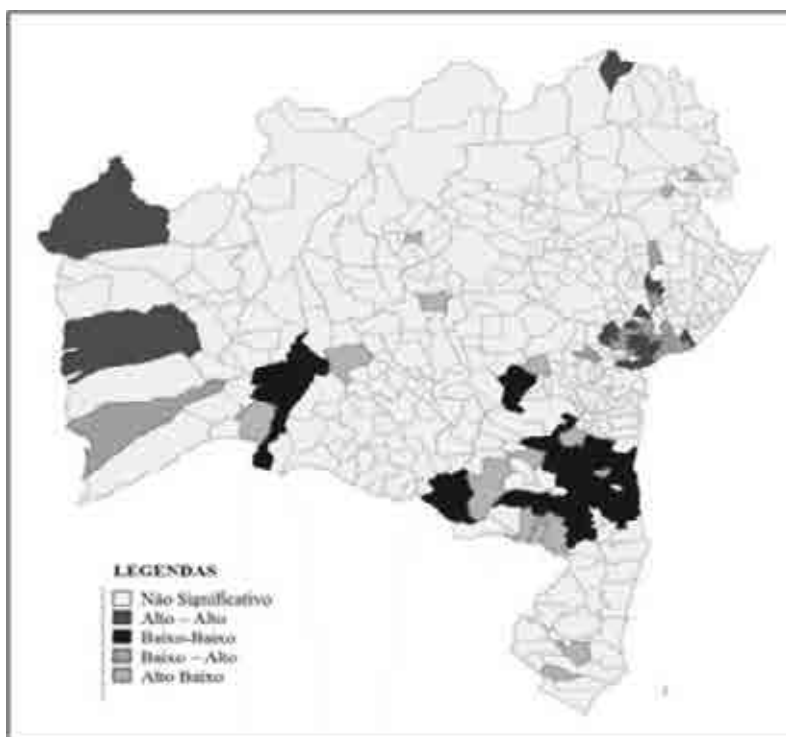 LEGENDAS
Não Significativo
Alto – Alto
Baixo-Baixo
Baixo – Alto
Alto Baixo